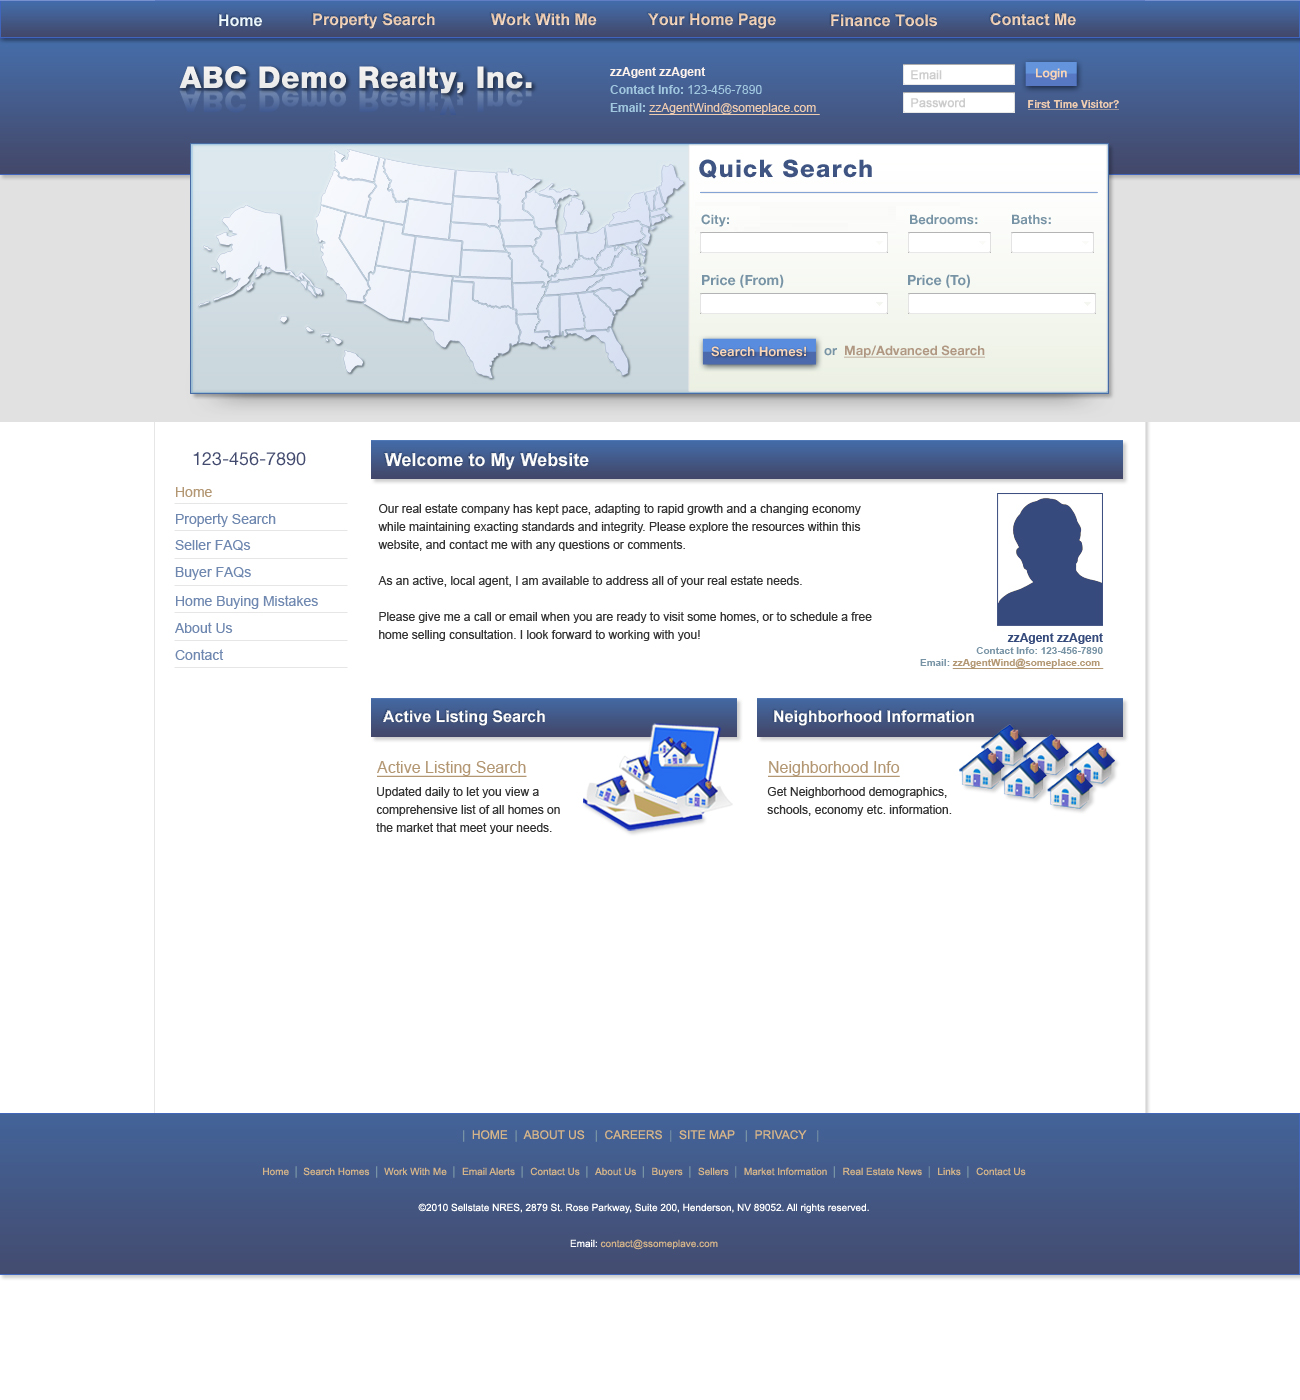 Home Property Search Work With Me Your Home Page Finance Tools Contact Me
ABC Demo Realty, Inc.
zzAgent zzAgent
Contact Info: 123-456-7890
Email: zzAgentWind@someplace.com
Email
Login
Password
First Time Visitor?
Quick Search
City: Bedrooms: Baths:
Price (From) Price (To)
Search Homes! or Map/Advanced Search
123-456-7890
Home
Property Search
Seller FAQs
Buyer FAQs
Home Buying Mistakes
About Us
Contact
Welcome to My Website
Our real estate company has kept pace, adapting to rapid growth and a changing economy
while maintaining exacting standards and integrity. Please explore the resources within this
website, and contact me with any questions or comments.
As an active, local agent, I am available to address all of your real estate needs.
Please give me a call or email when you are ready to visit some homes, or to schedule a free
home selling consultation. I look forward to working with you!
zzAgent zzAgent
Contact Info: 123-456-7890
Email: zzAgentWind@someplace.com
Active Listing Search
Active Listing Search
Updated daily to let you view a
comprehensive list of all homes on
the market that meet your needs.
Neighborhood Information
Neighborhood Info
Get Neighborhood demographics,
schools, economy etc. information.
| HOME | ABOUT US | CAREERS | SITE MAP | PRIVACY |
Home | Search Homes | Work With Me | Email Alerts | Contact Us | About Us | Buyers | Sellers | Market Information | Real Estate News | Links | Contact Us
©2010 Sellstate NRES, 2879 St. Rose Parkway, Suite 200, Henderson, NV 89052. All rights reserved.
Email: contact@ssomeplave.com